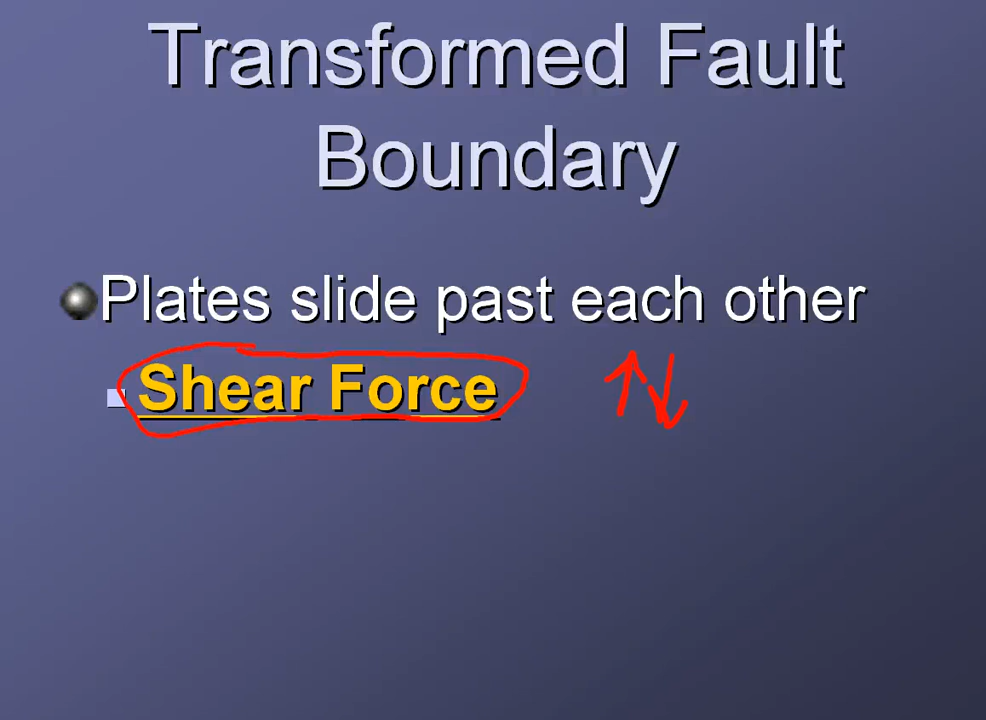 Transformed Fault
Boundary
Plates slide past each other
Shear Force